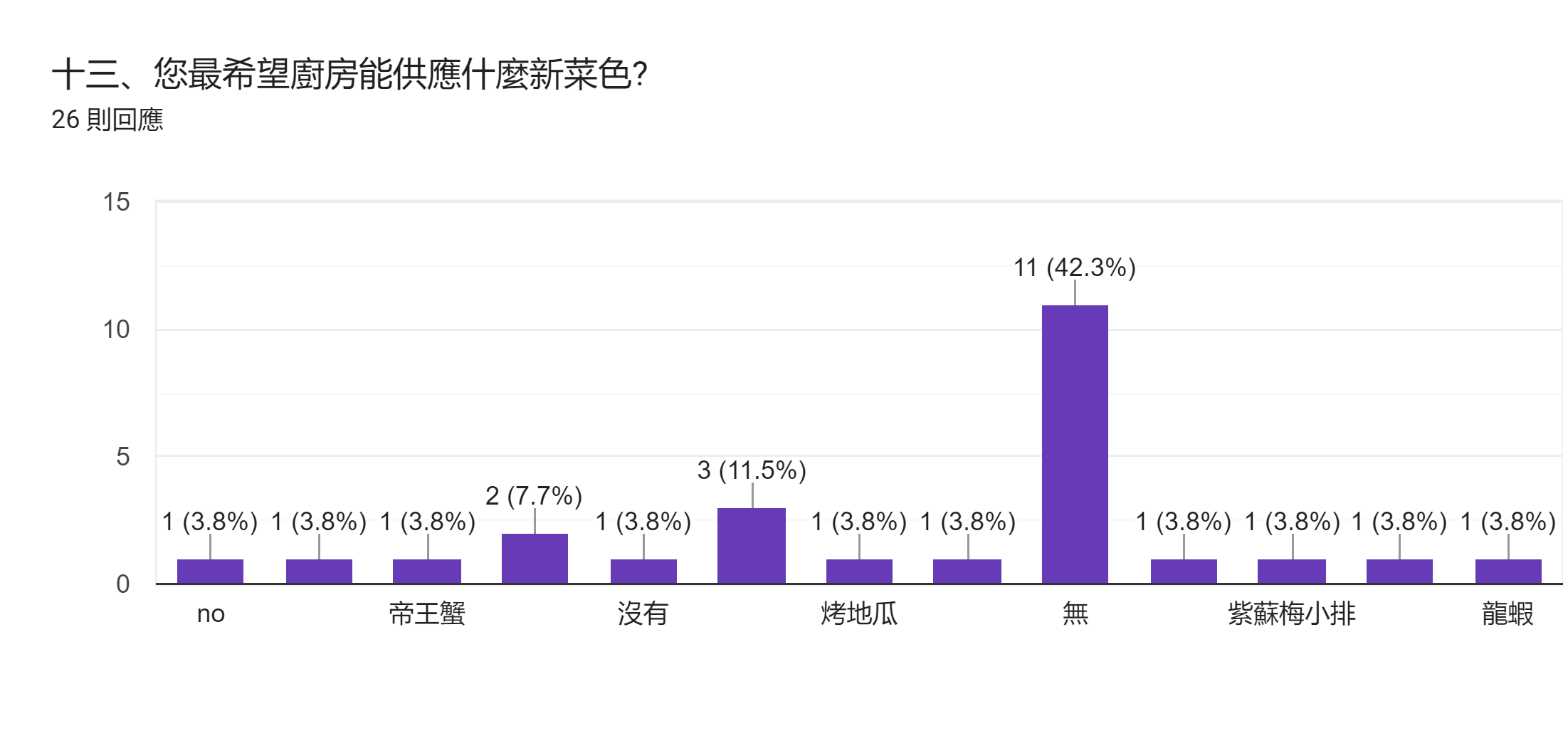 十三、您最希望廚房能供應什麼新菜色?
26 則回應
15
10
5
0
1 (3.8%) 1 (3.8%) 1 (3.8%) 2 (7.7%) 1 (3.8%) 3 (11.5%) 1 (3.8%) 1 (3.8%) 11 (42.3%) 1 (3.8%) 1 (3.8%) 1 (3.8%) 1 (3.8%)
no 帝王蟹 沒有 烤地瓜 無 紫蘇梅小排 龍蝦